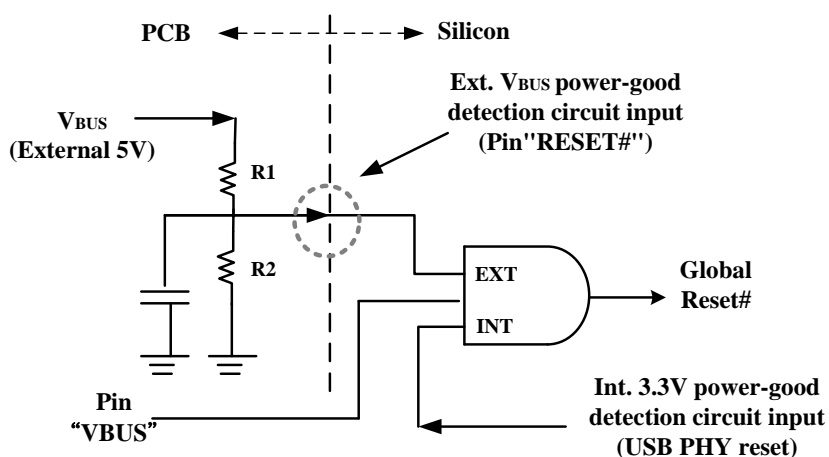 PCB
Silicon
Ext. VBUS power-good
detection circuit input
(Pin"RESET#")
VBUS
(External 5V)
R1
R2
EXT
INT
Global
Reset#
Pin
“VBUS”
Int. 3.3V power-good
detection circuit input
(USB PHY reset)